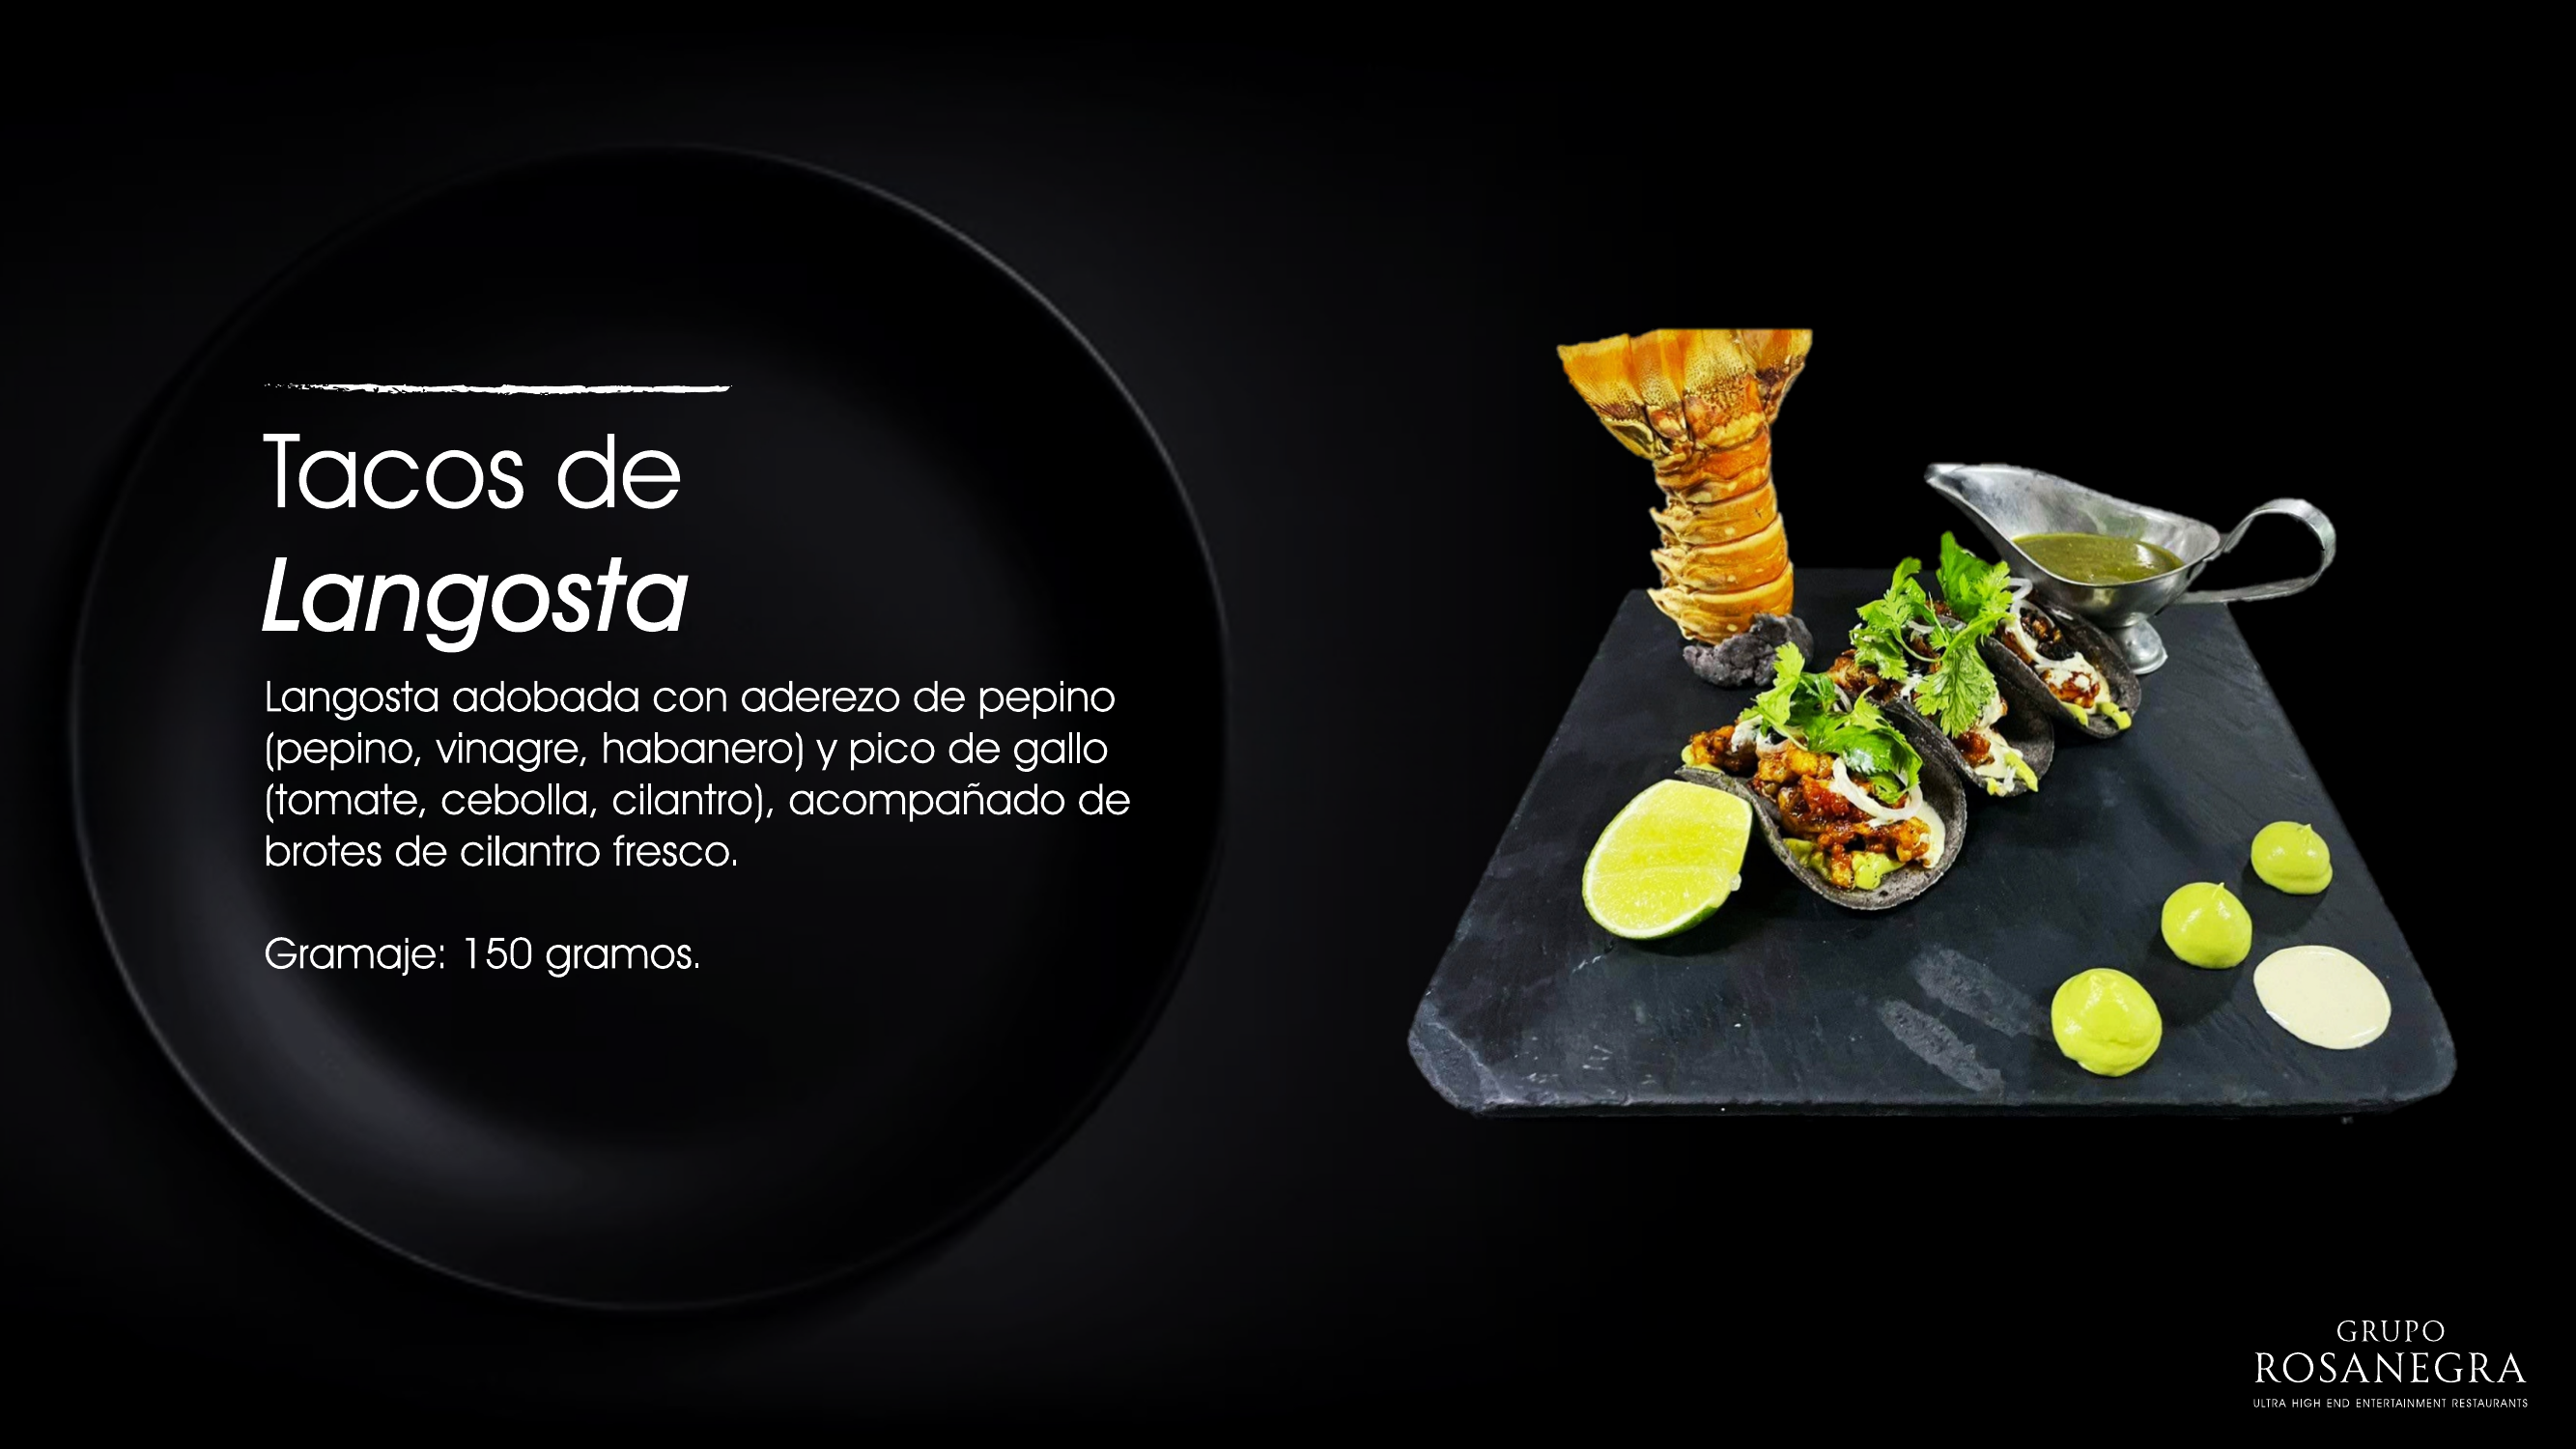 Tacos de
Langosta
Langosta adobada con aderezo de pepino
(pepino, vinagre, habanero) y pico de gallo
(tomate, cebolla, cilantro), acompañado de
brotes de cilantro fresco.
Gramaje: 150 gramos.
GRUPO
ROSANEGRA
ULTRA HIGH END ENTERTAINMENT RESTAURANTS